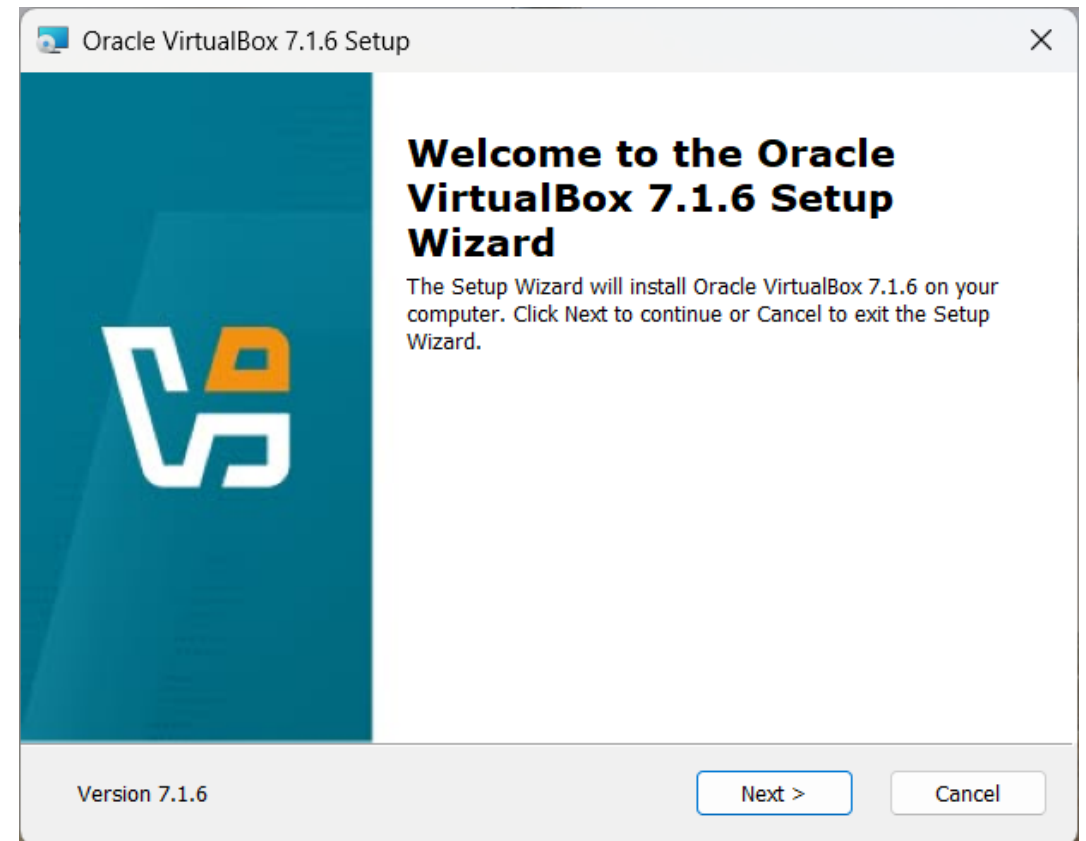 Oracle VirtualBox 7.1.6 Setup
Welcome to the Oracle
VirtualBox 7.1.6 Setup
Wizard
The Setup Wizard will install Oracle VirtualBox 7.1.6 on your
computer. Click Next to continue or Cancel to exit the Setup
Wizard.
Version 7.1.6
Next >
Cancel